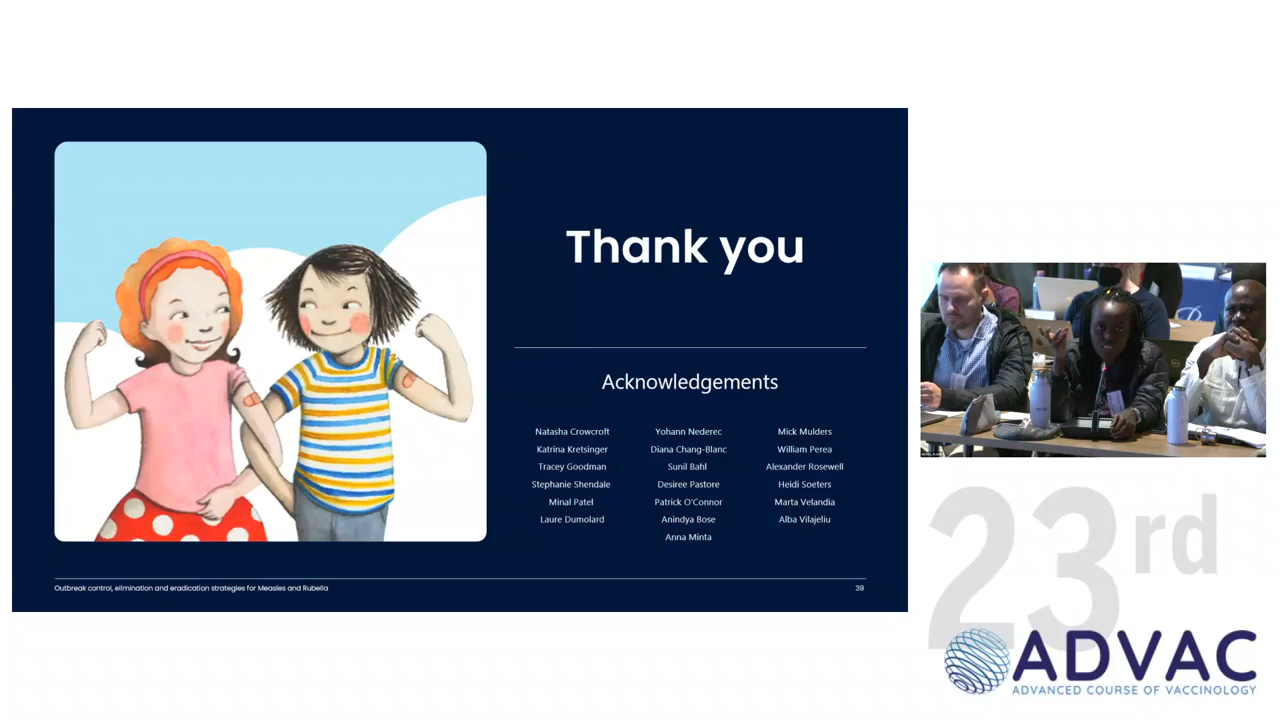 Thank you
Acknowledgements
Natasha Crowcroft
Katrina Kretsinger
Tracey Goodman
Stephanie Shendale
Minal Patel
Laure Dumolard
Yohann Nederec
Diana Chang-Blanc
Sunil Bahl
Desiree Pastore
Patrick O'Connor
Anindya Bose
Anna Minta
Mick Mulders
William Perea
Alexander Rosewell
Heidi Soeters
Marta Velandia
Alba Vilajeliu
Outbreak control, elimination and eradication strategies for Measles and Rubella
39
23rd
ADVAC
ADVANCED COURSE OF VACCINOLOGY